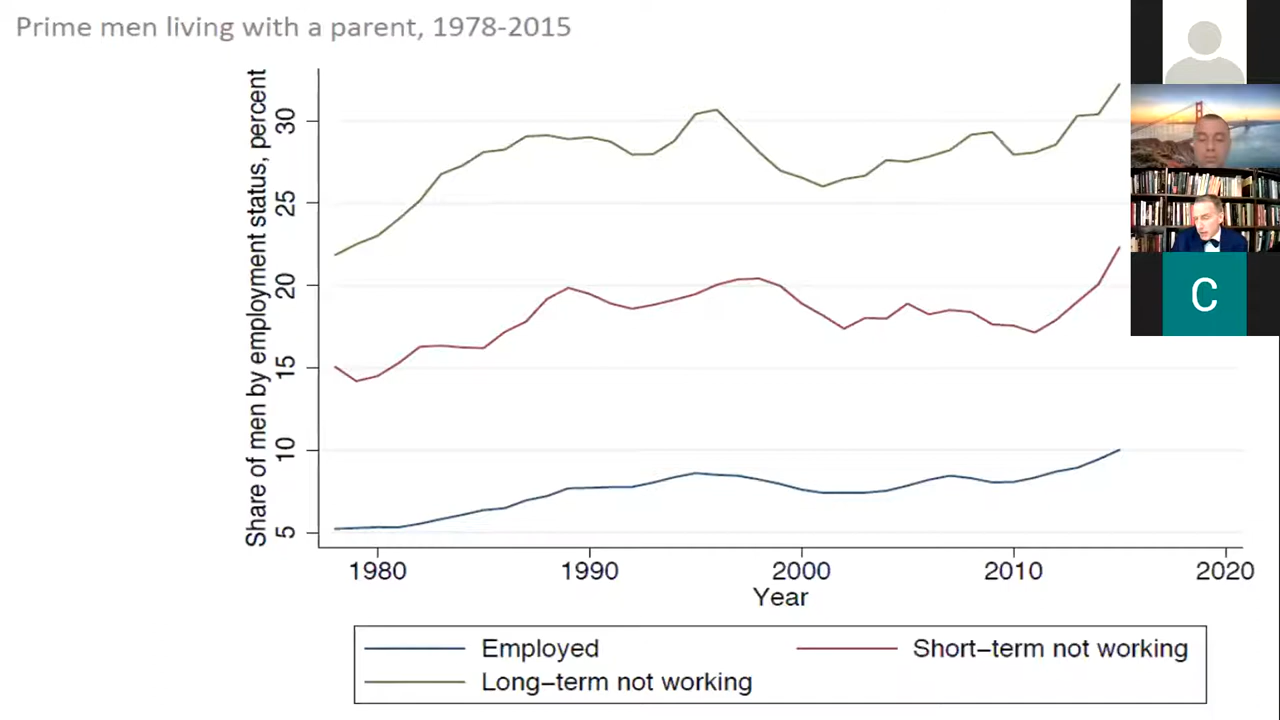 Prime men living with a parent, 1978-2015
Share of men by employment status, percent
30
25
20
15
10
5
1980 1990 2000 2010 2020
Year
Employed Short-term not working
Long-term not working
C